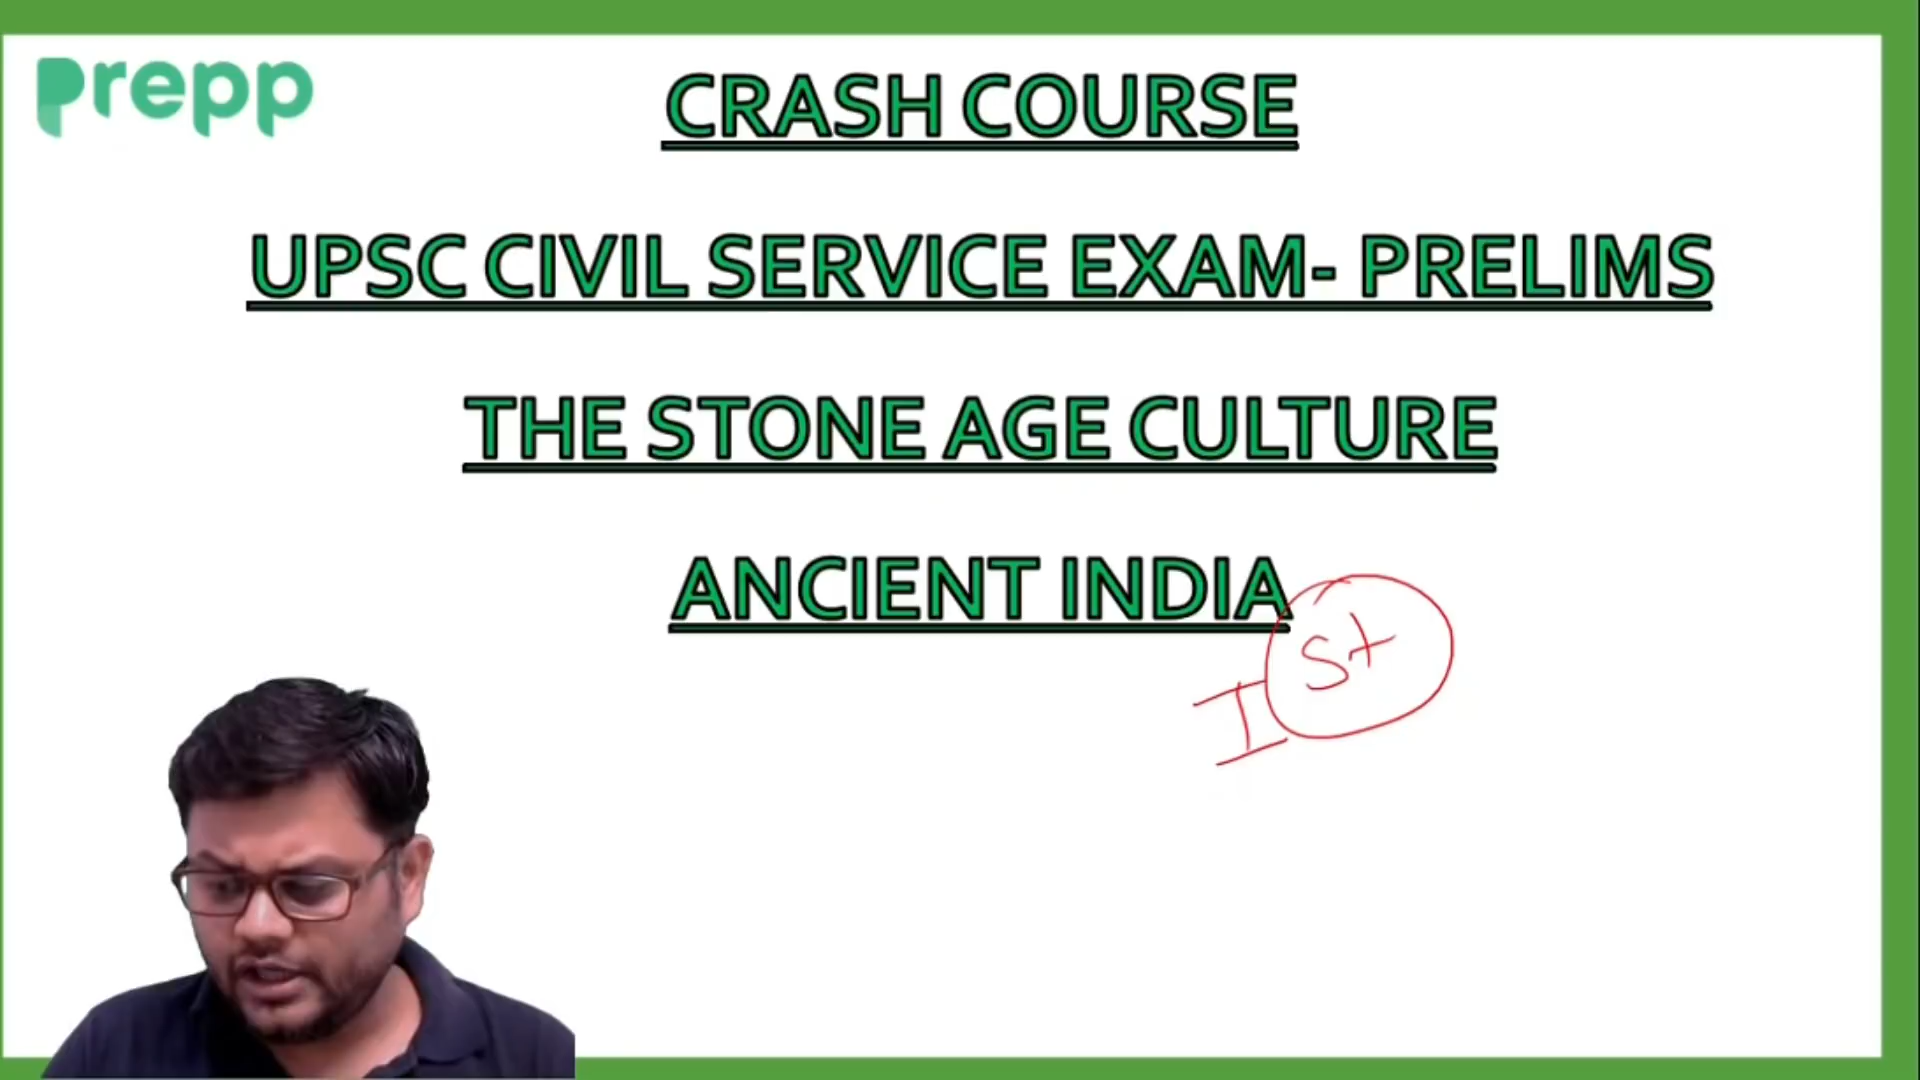 prepp
CRASH COURSE
UPSC CIVIL SERVICE EXAM- PRELIMS
THE STONE AGE CULTURE
ANCIENT INDIA
I st